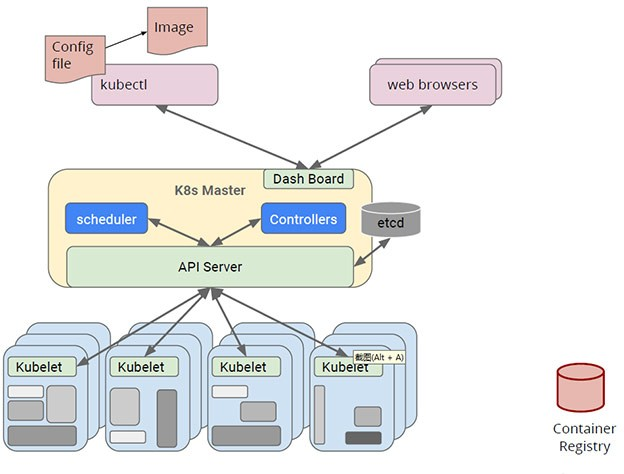 Image
Config
file
kubectl
web browsers
Dash Board
K8s Master
scheduler
Controllers
etcd
API Server
Kubelet
Kubelet
Kubelet
Kubelet
截图(Alt + A)
Container
Registry